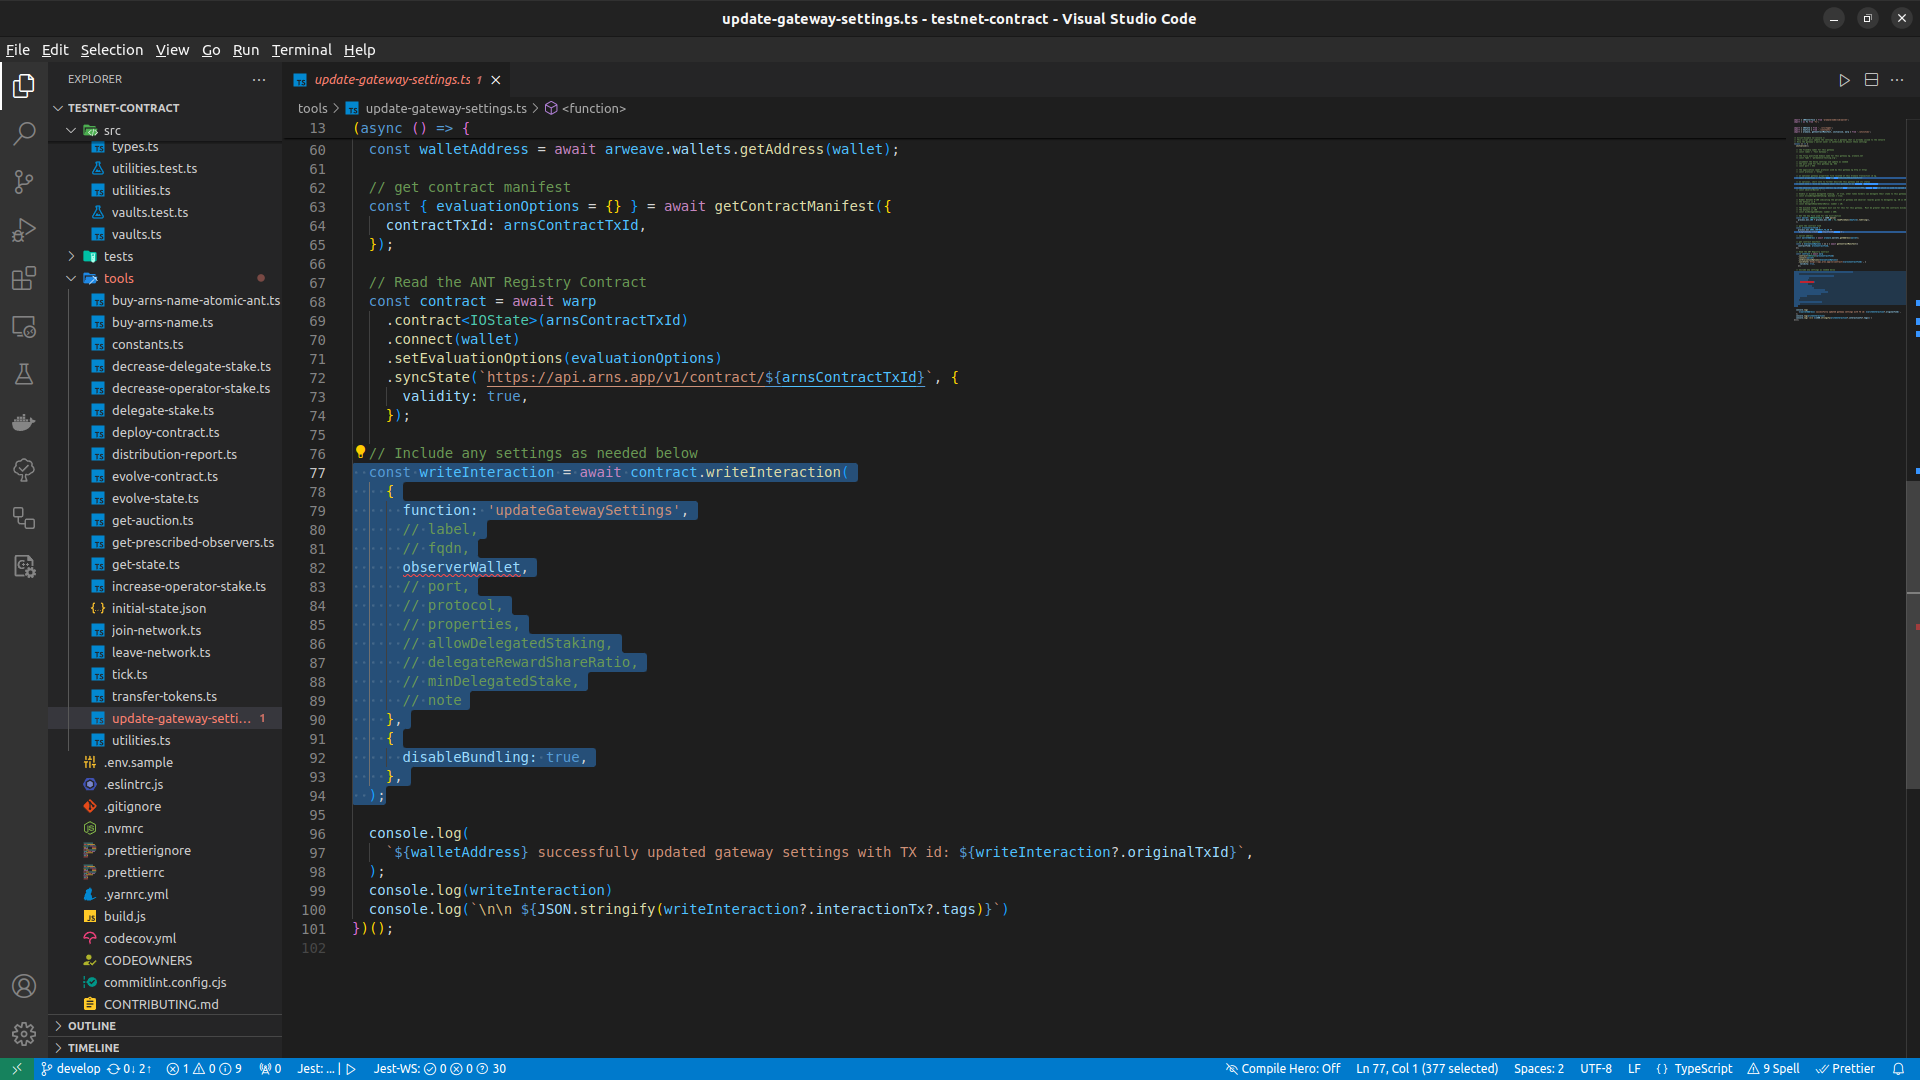 update-gateway-settings.ts - testnet-contract - Visual Studio Code
File Edit Selection View Go Run Terminal Help
EXPLORER
TESTNET-CONTRACT
src
types.ts
utilities.test.ts
utilities.ts
vaults.test.ts
vaults.ts
tests
tools
buy-arns-name-atomic-ant.ts
buy-arns-name.ts
constants.ts
decrease-delegate-stake.ts
decrease-operator-stake.ts
delegate-stake.ts
deploy-contract.ts
distribution-report.ts
evolve-contract.ts
evolve-state.ts
get-auction.ts
get-prescribed-observers.ts
get-state.ts
increase-operator-stake.ts
initial-state.json
join-network.ts
leave-network.ts
tick.ts
transfer-tokens.ts
update-gateway-setti... 1
utilities.ts
.env.sample
.eslintrc.js
.gitignore
.nvmrc
.prettierignore
.prettierrc
.yarnrc.yml
build.js
codecov.yml
CODEOWNERS
commitlint.config.cjs
CONTRIBUTING.md
OUTLINE
TIMELINE
update-gateway-settings.ts 1
tools > update-gateway-settings.ts > <function>
13 (async () => {
60 const walletAddress = await arweave.wallets.getAddress(wallet);
61
62 // get contract manifest
63 const { evaluationOptions = {} } = await getContractManifest({
64 contractTxId: arnsContractTxId,
65 });
66
67 // Read the ANT Registry Contract
68 const contract = await warp
69 .contract<IOState>(arnsContractTxId)
70 .connect(wallet)
71 .setEvaluationOptions(evaluationOptions)
72 .syncState(`https://api.arns.app/v1/contract/${arnsContractTxId}`, {
73 validity: true,
74 });
75
76 // Include any settings as needed below
77 const writeInteraction = await contract.writeInteraction(
78 {
79 function: 'updateGatewaySettings',
80 // label,
81 // fqdn,
82 observerWallet,
83 // port,
84 // protocol,
85 // properties,
86 // allowDelegatedStaking,
87 // delegateRewardShareRatio,
88 // minDelegatedStake,
89 // note
90 },
91 {
92 disableBundling: true,
93 },
94 );
95
96 console.log(
97 `${walletAddress} successfully updated gateway settings with TX id: ${writeInteraction?.originalTxId}`,
98 );
99 console.log(writeInteraction)
100 console.log(`\n\n ${JSON.stringify(writeInteraction?.interactionTx?.tags)}`)
101 })();
102
develop 0↓ 2↑ 1 0 9 0 Jest: ... | Jest-WS: 0 0 30 Compile Hero: Off Ln 77, Col 1 (377 selected) Spaces: 2 UTF-8 LF {} TypeScript 9 Spell Prettier